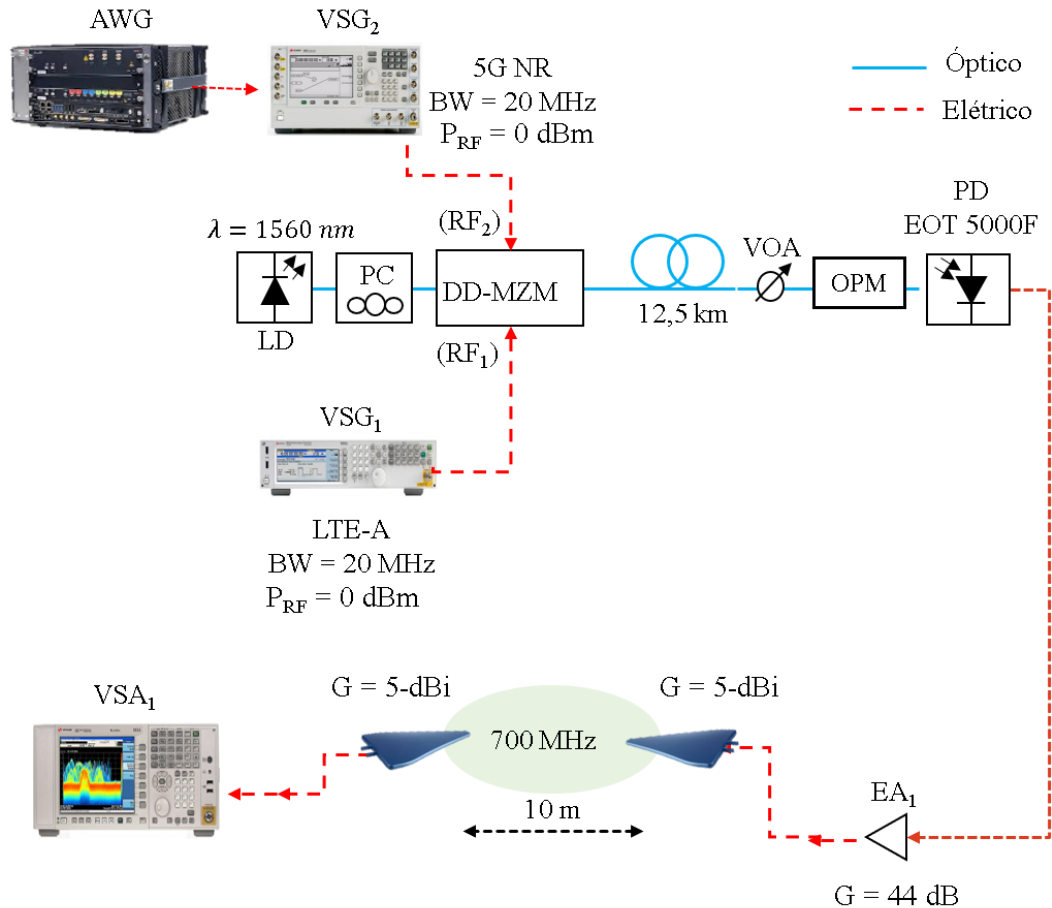 AWG
VSG₂
5G NR
BW = 20 MHz
P_RF = 0 dBm
Óptico
Elétrico
λ = 1560 nm
LD
PC
(RF₂)
DD-MZM
(RF₁)
12,5 km
VOA
OPM
PD
EOT 5000F
VSG₁
LTE-A
BW = 20 MHz
P_RF = 0 dBm
VSA₁
G = 5-dBi
700 MHz
10 m
G = 5-dBi
EA₁
G = 44 dB